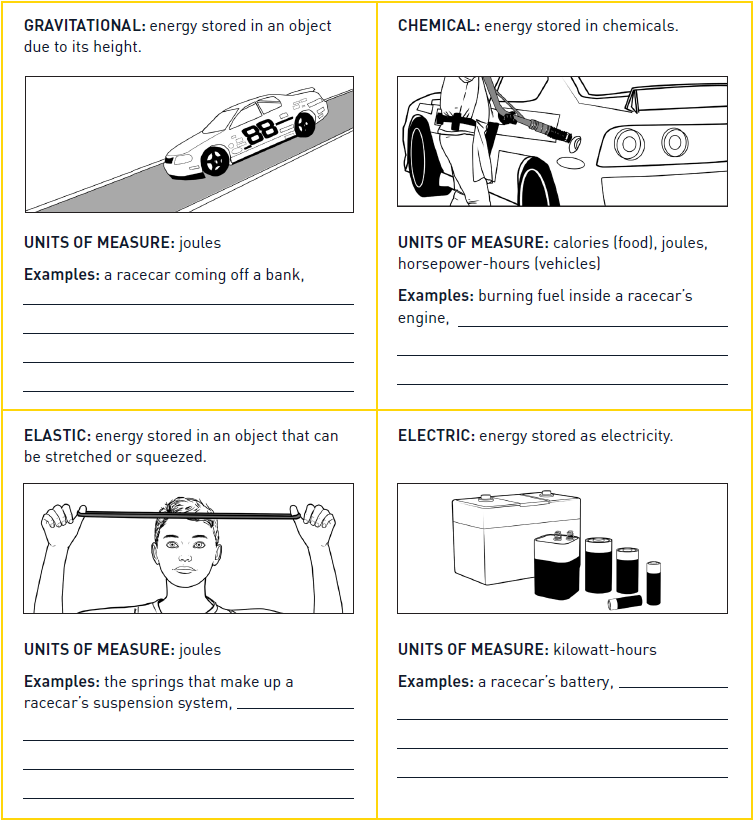 GRAVITATIONAL: energy stored in an object
due to its height.
88
UNITS OF MEASURE: joules
Examples: a racecar coming off a bank,
CHEMICAL: energy stored in chemicals.
UNITS OF MEASURE: calories (food), joules,
horsepower-hours (vehicles)
Examples: burning fuel inside a racecar's
engine,
ELASTIC: energy stored in an object that can
be stretched or squeezed.
UNITS OF MEASURE: joules
Examples: the springs that make up a
racecar's suspension system,
ELECTRIC: energy stored as electricity.
UNITS OF MEASURE: kilowatt-hours
Examples: a racecar's battery,